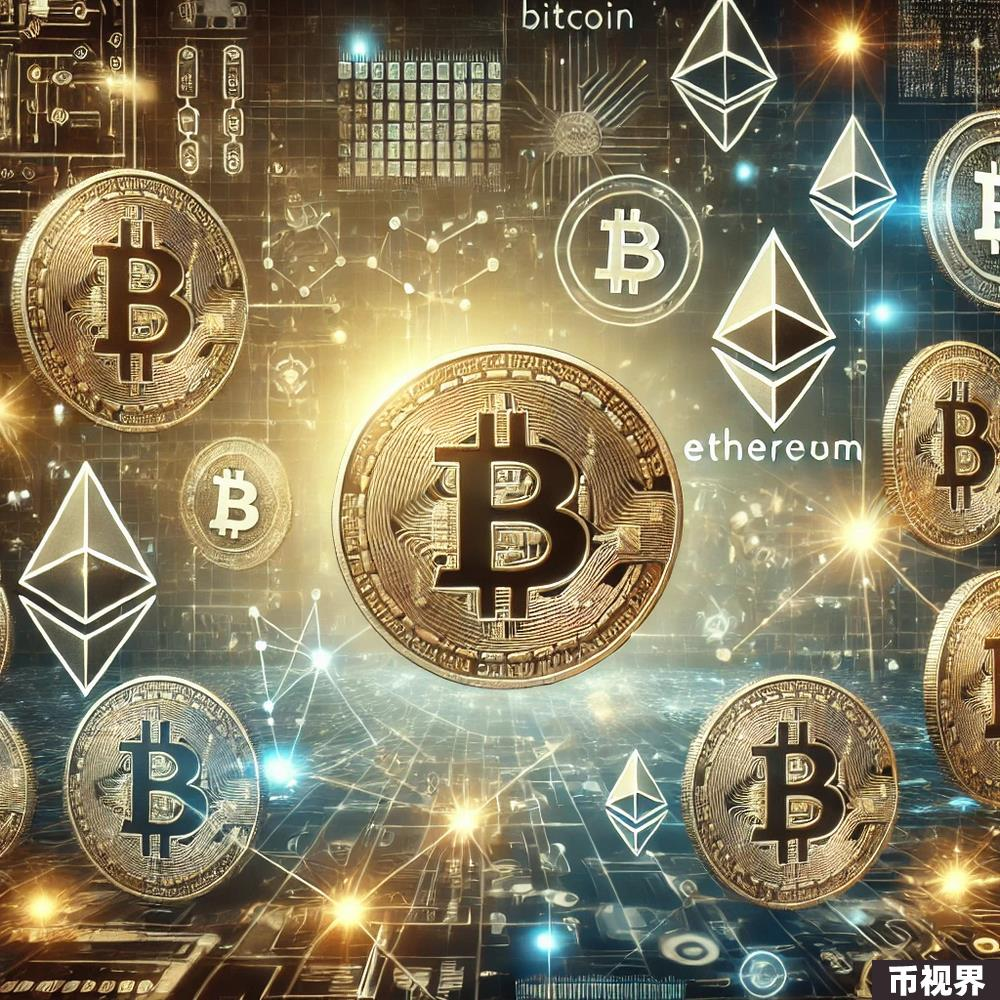 bitcoin
ethereum
币视界